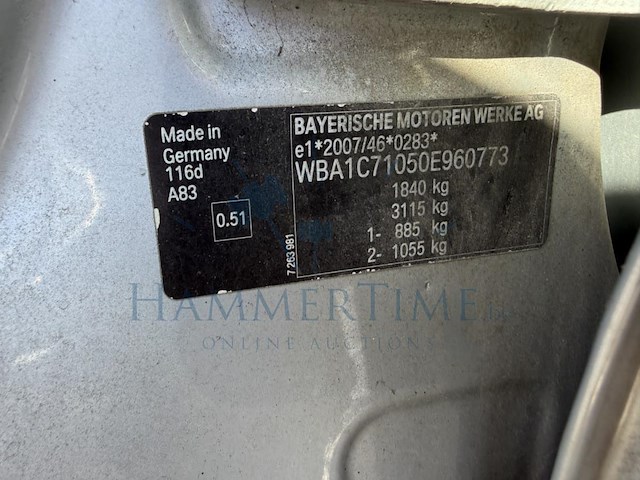 Made in
Germany
116d
A83
0.51
7 263 981
BAYERISCHE MOTOREN WERKE AG
e1*2007/46*0283*
WBA1C71050E960773
1840 kg
3115 kg
1- 885 kg
2- 1055 kg
HAMMERTIME
ONLINE AUCTIONS